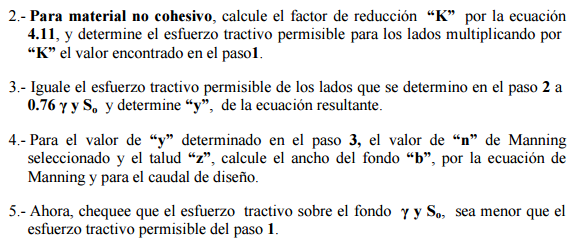 2.- Para material no cohesivo, calcule el factor de reducción “K” por la ecuación
4.11, y determine el esfuerzo tractivo permisible para los lados multiplicando por
“K” el valor encontrado en el paso1.
3.- Iguale el esfuerzo tractivo permisible de los lados que se determino en el paso 2 a
0.76 γ y Sₒ y determine “y”, de la ecuación resultante.
4.- Para el valor de “y” determinado en el paso 3, el valor de “n” de Manning
seleccionado y el talud “z”, calcule el ancho del fondo “b”, por la ecuación de
Manning y para el caudal de diseño.
5.- Ahora, chequee que el esfuerzo tractivo sobre el fondo γ y Sₒ, sea menor que el
esfuerzo tractivo permisible del paso 1.